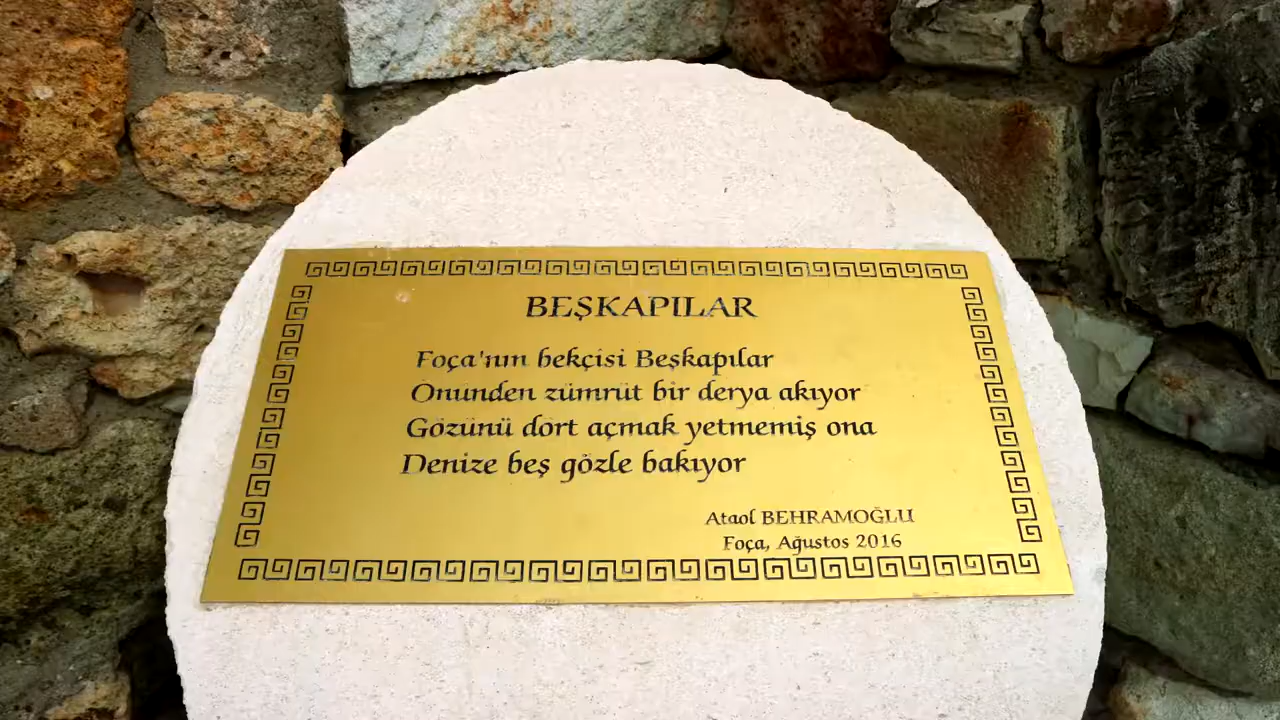 BEŞKAPILAR
Foça'nın bekçisi Beşkapılar
Önünden zümrüt bir derya akıyor
Gözünü dört açmak yetmemiş ona
Denize beş gözle bakıyor
Ataol BEHRAMOĞLU
Foça, Ağustos 2016